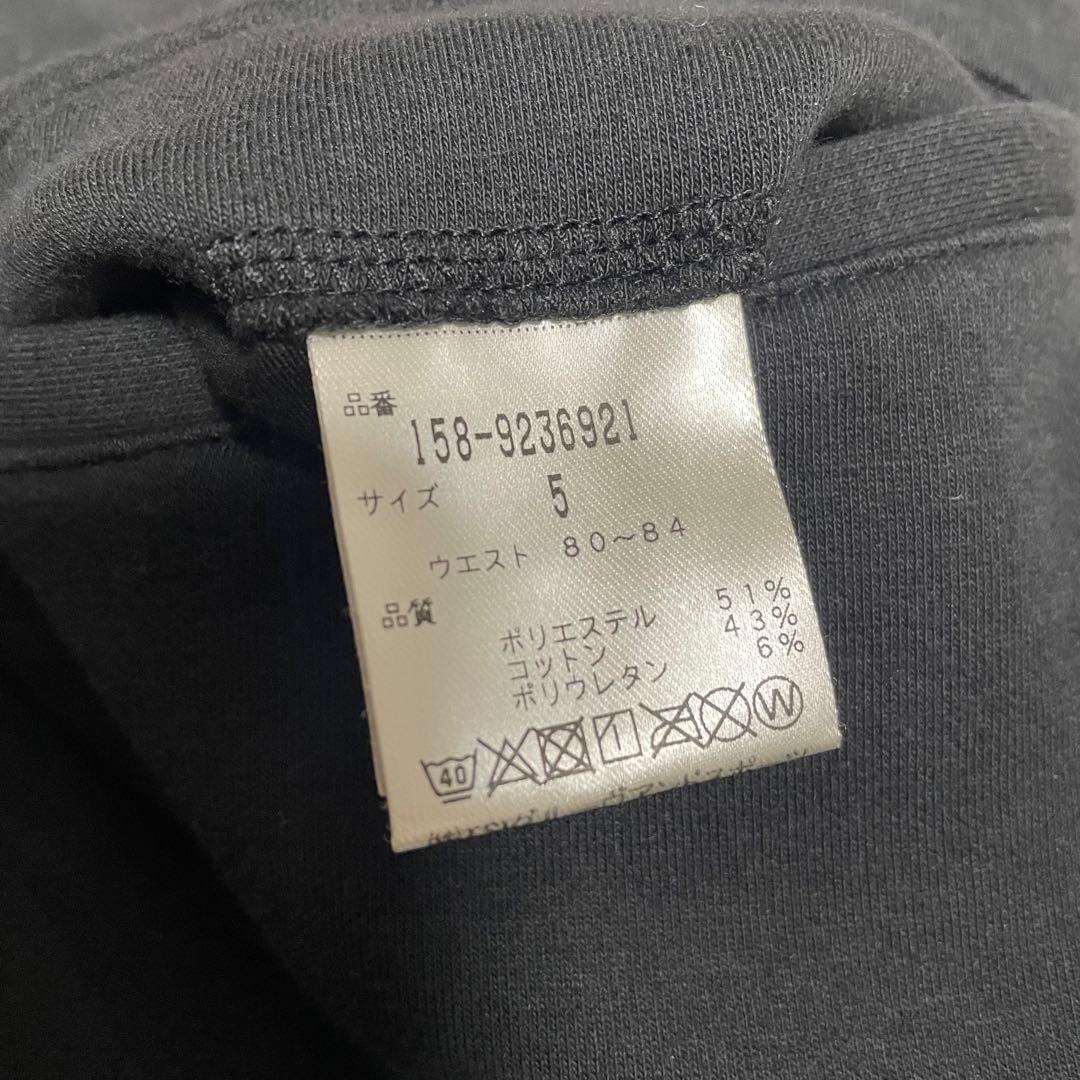 品番
158-9236921
サイズ 5
ウエスト 80~84
品質
ポリエステル 51%
コットン 43%
ポリウレタン 6%
40 W